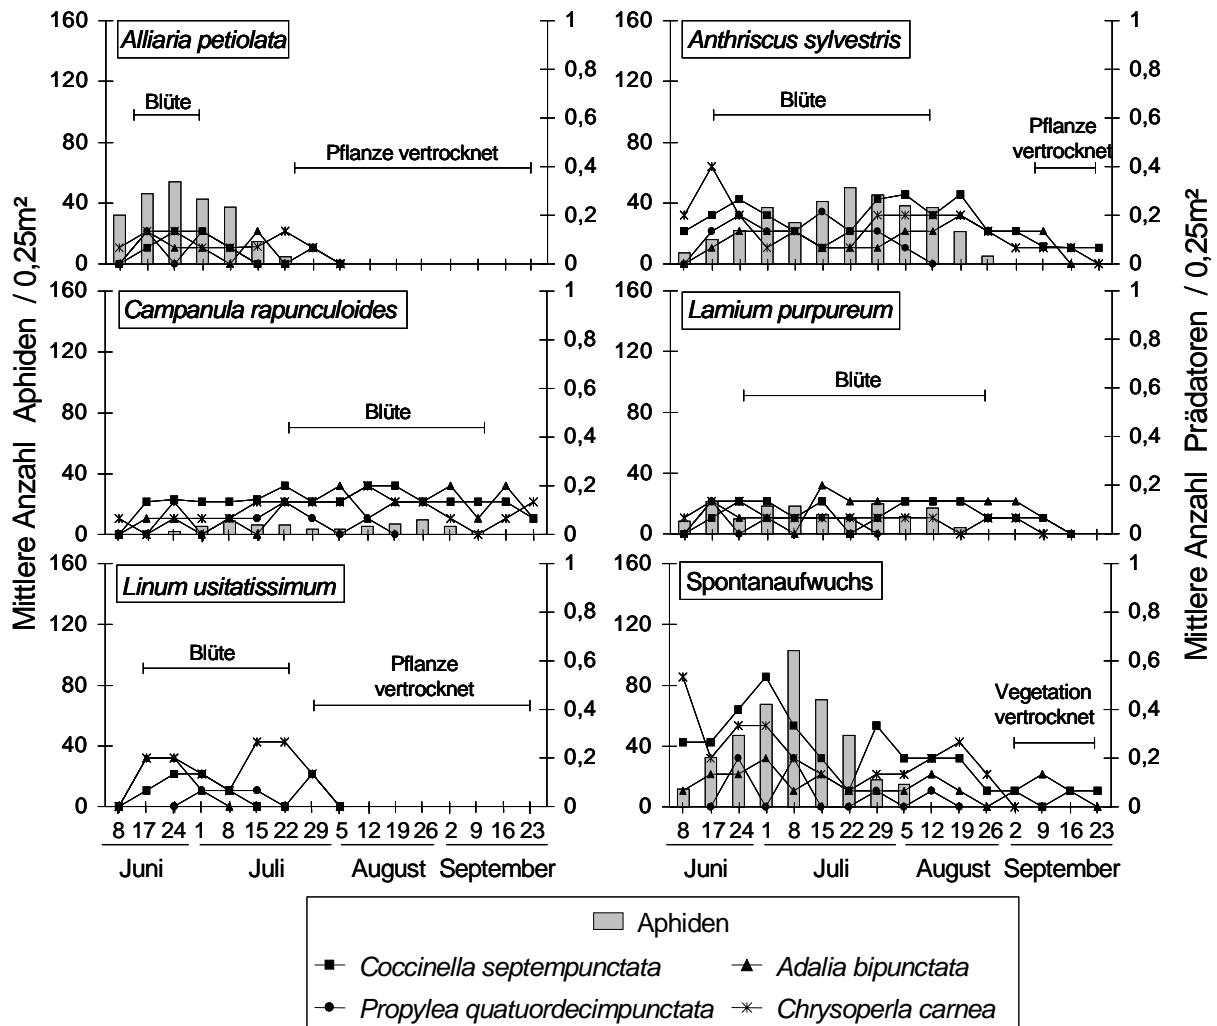 Mittlere Anzahl Aphiden / 0,25m²
Mittlere Anzahl Prädatoren / 0,25m²
Alliaria petiolata
160
120
80
40
0
1
0,8
0,6
0,4
0,2
0
Blüte
Pflanze vertrocknet
Anthriscus sylvestris
160
120
80
40
0
1
0,8
0,6
0,4
0,2
0
Blüte
Pflanze
vertrocknet
Campanula rapunculoides
160
120
80
40
0
1
0,8
0,6
0,4
0,2
0
Blüte
Lamium purpureum
160
120
80
40
0
1
0,8
0,6
0,4
0,2
0
Blüte
Linum usitatissimum
160
120
80
40
0
1
0,8
0,6
0,4
0,2
0
Blüte
Pflanze
vertrocknet
8 17 24 1 8 15 22 29 5 12 19 26 2 9 16 23
Juni Juli August September
Spontanaufwuchs
160
120
80
40
0
1
0,8
0,6
0,4
0,2
0
Vegetation
vertrocknet
8 17 24 1 8 15 22 29 5 12 19 26 2 9 16 23
Juni Juli August September
Aphiden
Coccinella septempunctata Adalia bipunctata
Propylea quatuordecimpunctata Chrysoperla carnea